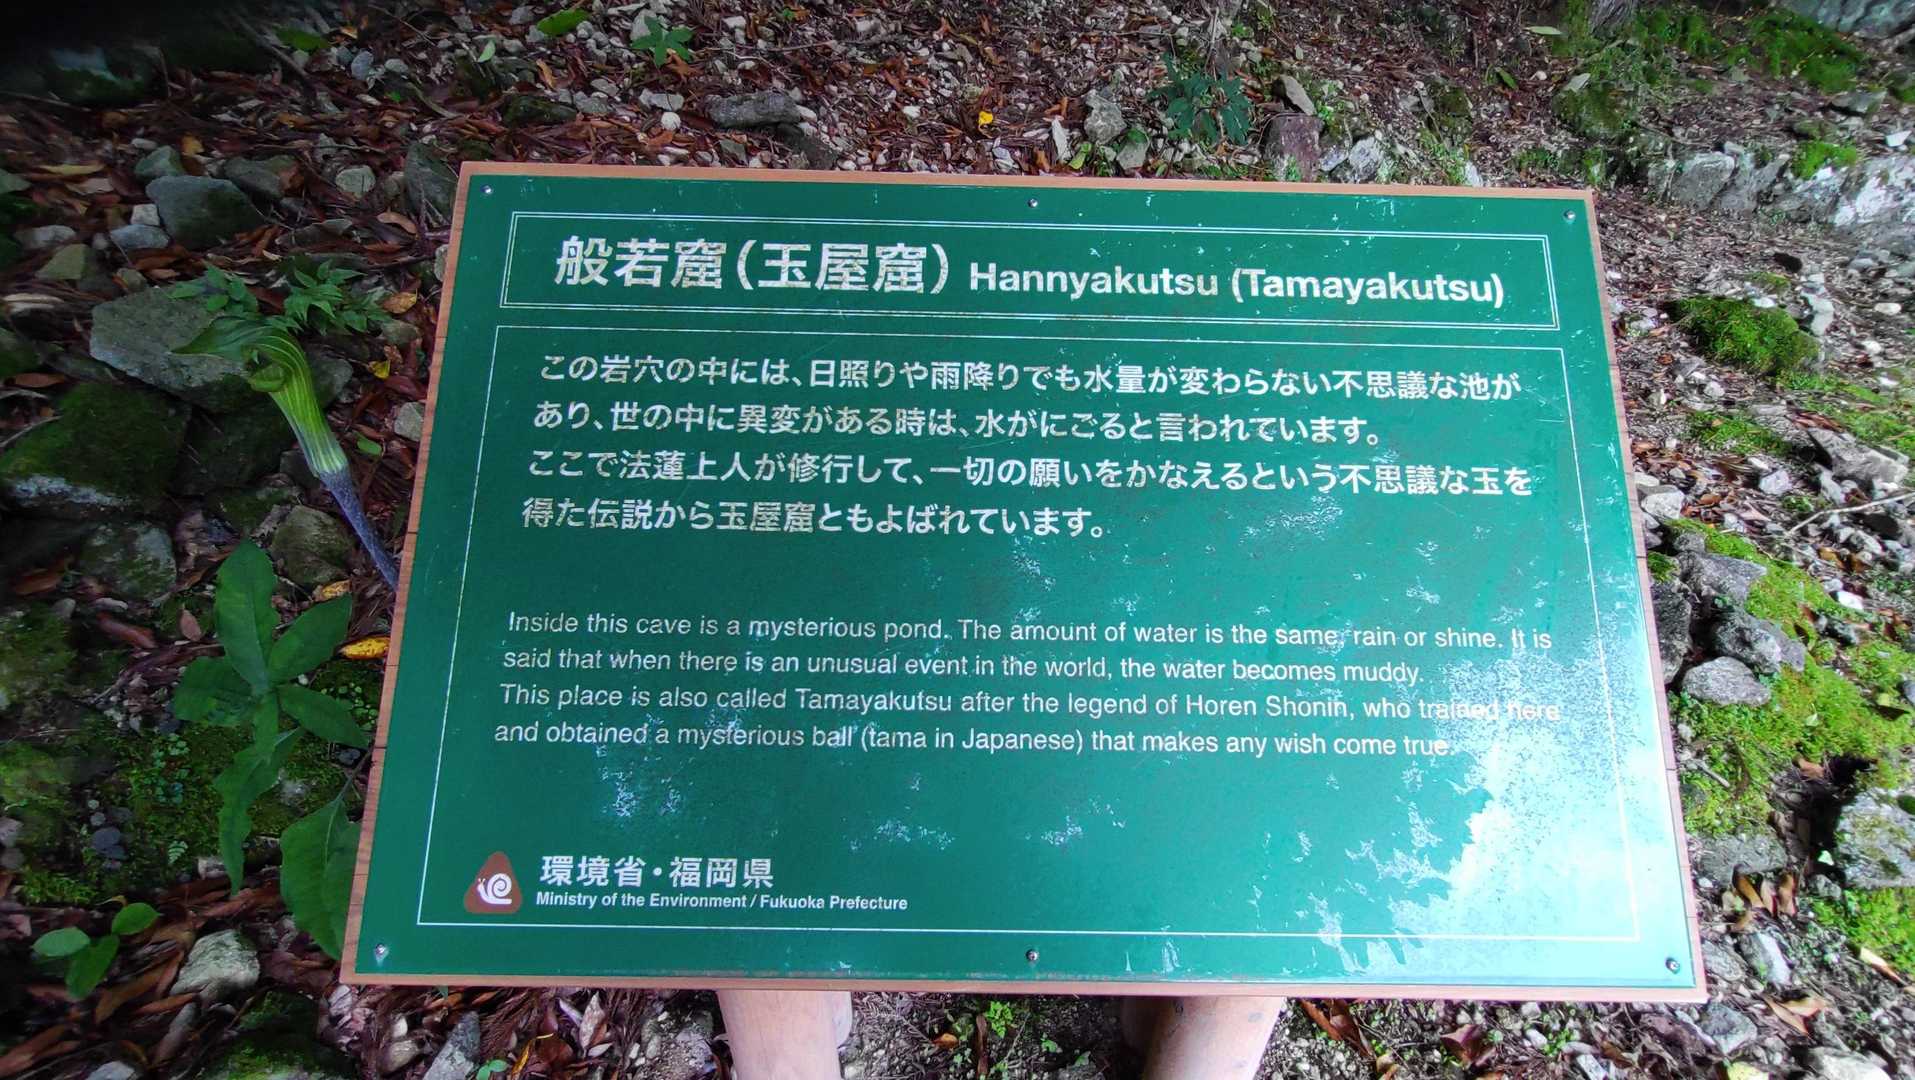 般若窟(玉屋窟) Hannyakutsu (Tamayakutsu)
この岩穴の中には、日照りや雨降りでも水量が変わらない不思議な池が
あり、世の中に異変がある時は、水がにごると言われています。
ここで法蓮上人が修行して、一切の願いをかなえるという不思議な玉を
得た伝説から玉屋窟ともよばれています。
Inside this cave is a mysterious pond. The amount of water is the same, rain or shine. It is
said that when there is an unusual event in the world, the water becomes muddy.
This place is also called Tamayakutsu after the legend of Horen Shonin, who trained here
and obtained a mysterious ball (tama in Japanese) that makes any wish come true.
環境省・福岡県
Ministry of the Environment / Fukuoka Prefecture